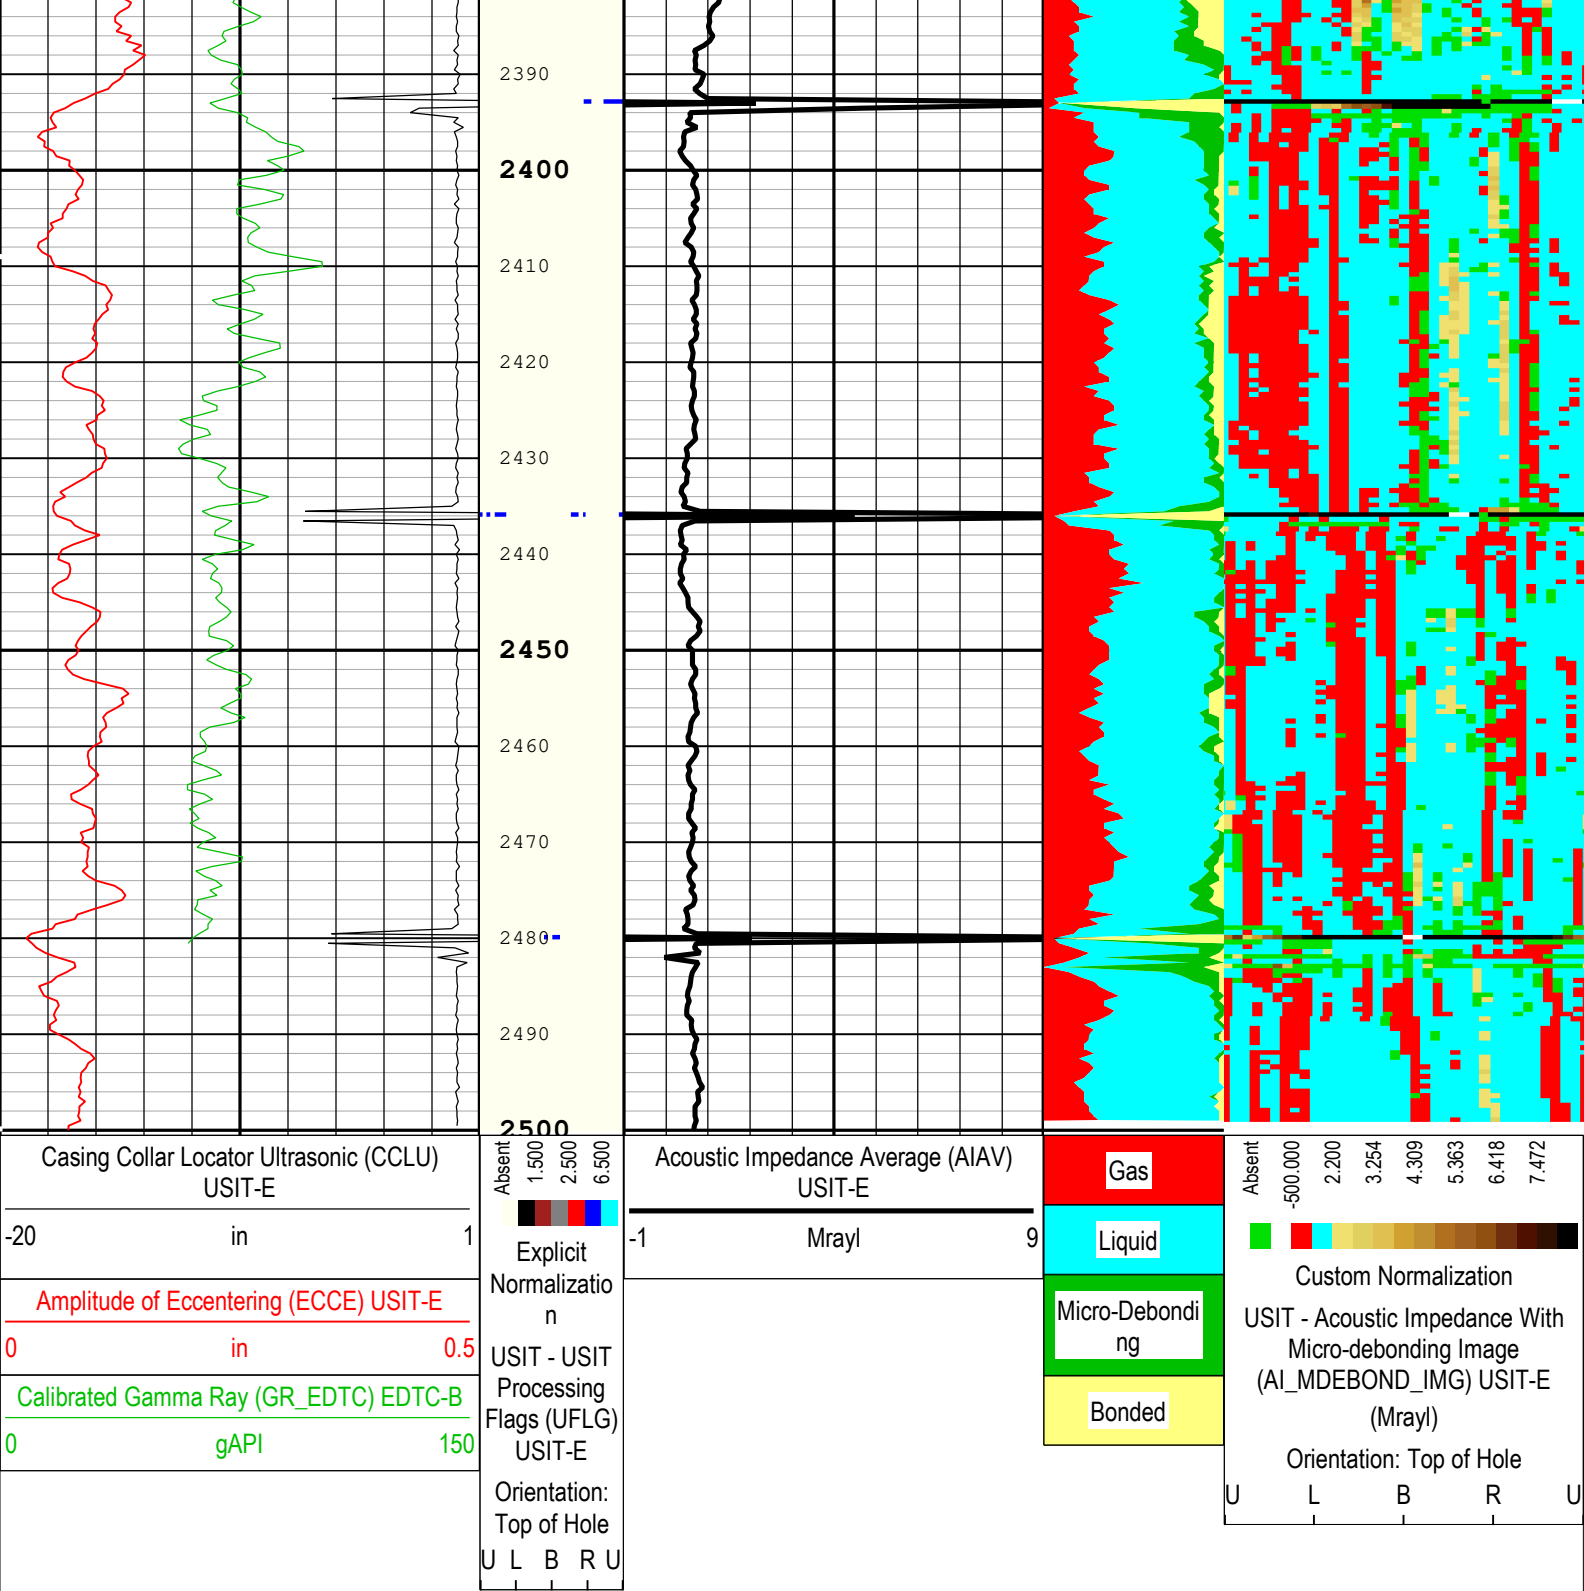 2390
2400
2410
2420
2430
2440
2450
2460
2470
2480
2490
2500
Casing Collar Locator Ultrasonic (CCLU)
USIT-E
-20 in 1
Amplitude of Eccentering (ECCE) USIT-E
0 in 0.5
Calibrated Gamma Ray (GR_EDTC) EDTC-B
0 gAPI 150
Absent
1.500
2.500
6.500
Explicit
Normalizatio
n
USIT - USIT
Processing
Flags (UFLG)
USIT-E
Orientation:
Top of Hole
U L B R U
Acoustic Impedance Average (AIAV)
USIT-E
-1 Mrayl 9
Gas
Liquid
Micro-Debondi
ng
Bonded
Absent
-500.000
2.200
3.254
4.309
5.363
6.418
7.472
Custom Normalization
USIT - Acoustic Impedance With
Micro-debonding Image
(AI_MDEBOND_IMG) USIT-E
(Mrayl)
Orientation: Top of Hole
U L B R U